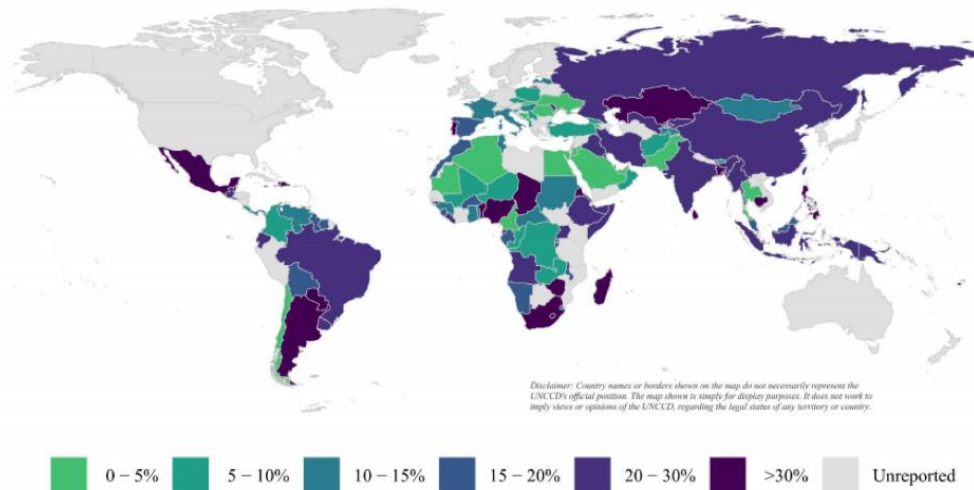 Disclaimer: Country names or borders shown on the map do not necessarily represent the
UNCCD's official position. The map shown is simply for display purposes. It does not work to
imply views or opinions of the UNCCD, regarding the legal status of any territory or country.
0 – 5% 5 – 10% 10 – 15% 15 – 20% 20 – 30% >30% Unreported